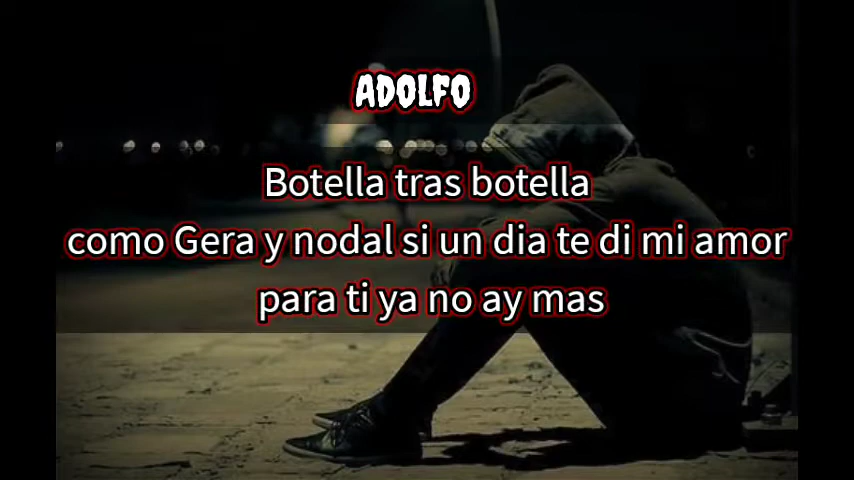 ADOLFO
Botella tras botella
como Gera y nodal si un dia te di mi amor
para ti ya no ay mas